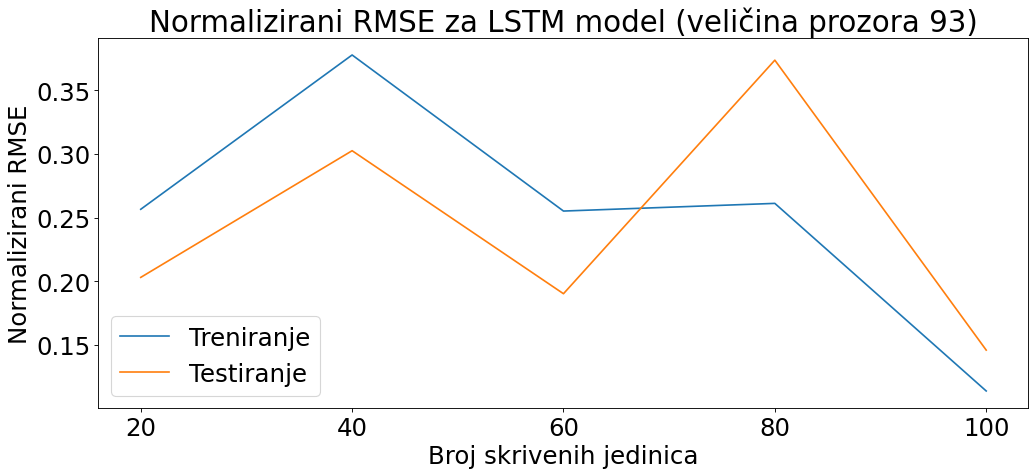 Normalizirani RMSE za LSTM model (veličina prozora 93)
Normalizirani RMSE
0.35
0.30
0.25
0.20
0.15
Treniranje
Testiranje
20 40 60 80 100
Broj skrivenih jedinica